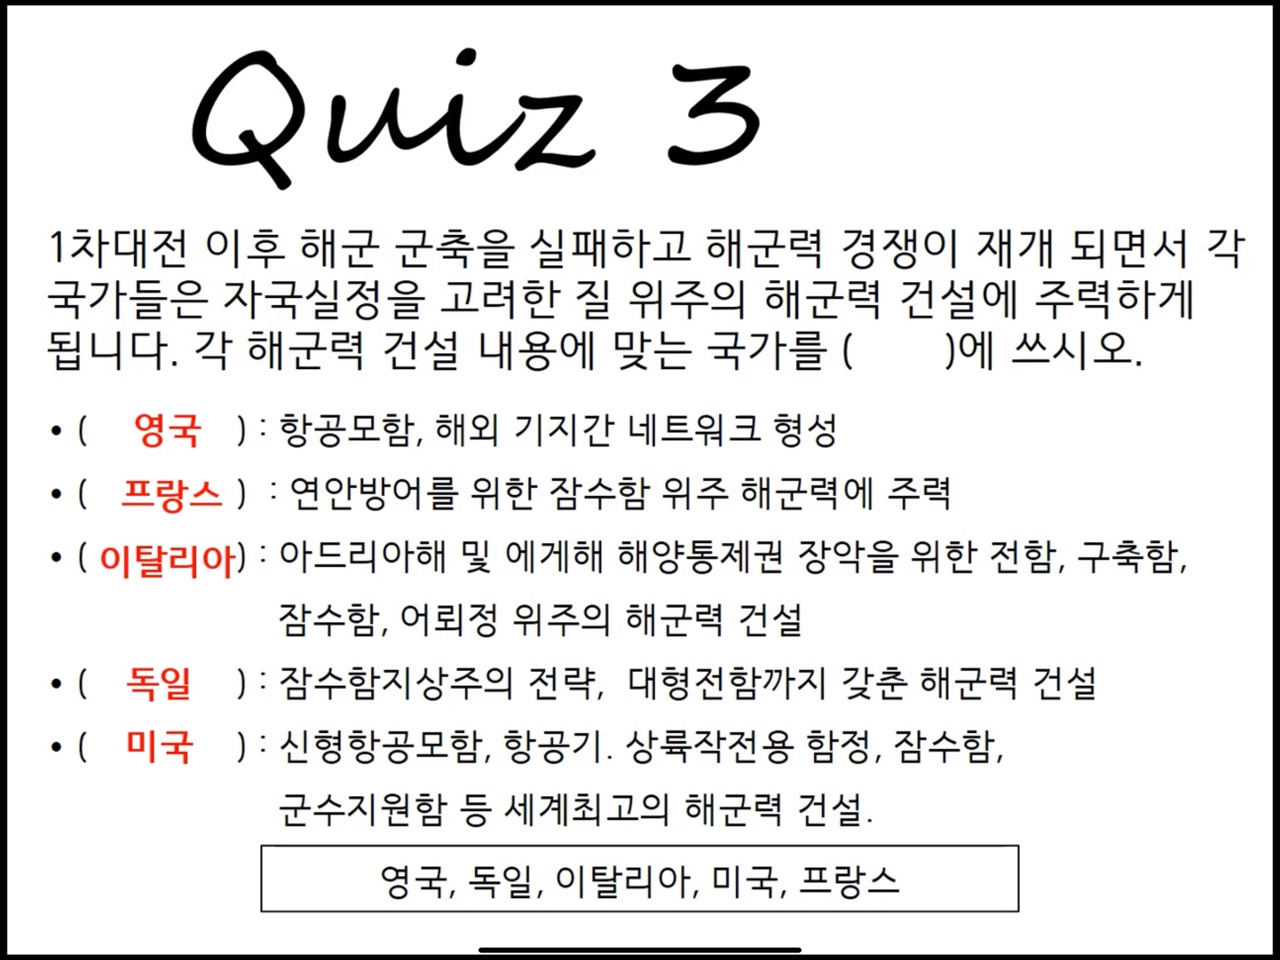 Quiz 3
1차대전 이후 해군 군축을 실패하고 해군력 경쟁이 재개 되면서 각
국가들은 자국실정을 고려한 질 위주의 해군력 건설에 주력하게
됩니다. 각 해군력 건설 내용에 맞는 국가를 (      )에 쓰시오.
• ( 영국 ) : 항공모함, 해외 기지간 네트워크 형성
• ( 프랑스 ) : 연안방어를 위한 잠수함 위주 해군력에 주력
• ( 이탈리아) : 아드리아해 및 에게해 해양통제권 장악을 위한 전함, 구축함,
잠수함, 어뢰정 위주의 해군력 건설
• ( 독일 ) : 잠수함지상주의 전략, 대형전함까지 갖춘 해군력 건설
• ( 미국 ) : 신형항공모함, 항공기. 상륙작전용 함정, 잠수함,
군수지원함 등 세계최고의 해군력 건설.
영국, 독일, 이탈리아, 미국, 프랑스